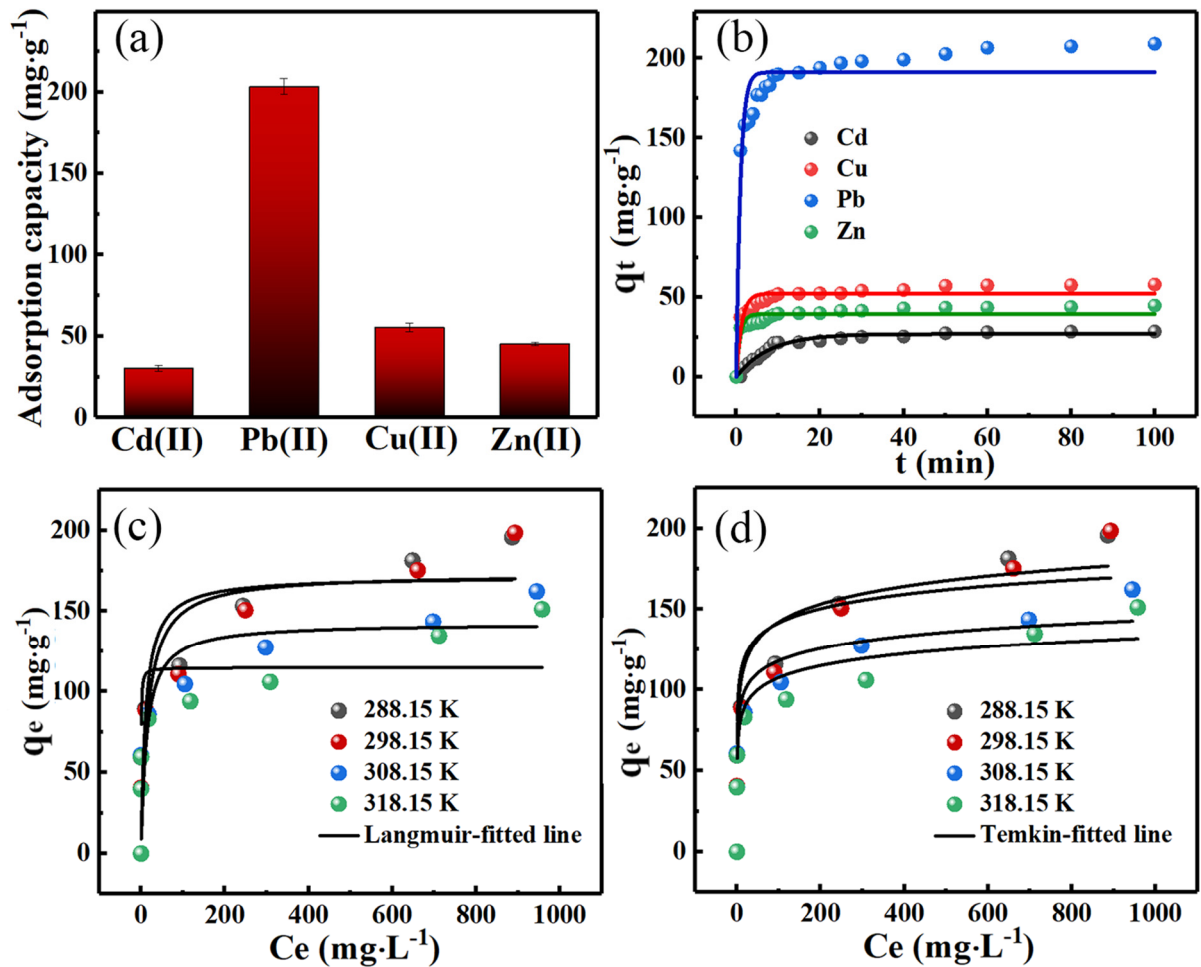 (a)
Adsorption capacity (mg·g⁻¹)
200
150
100
50
0
Cd(II) Pb(II) Cu(II) Zn(II)
(b)
qt (mg·g⁻¹)
200
150
100
50
0
Cd
Cu
Pb
Zn
0 20 40 60 80 100
t (min)
(c)
qe (mg·g⁻¹)
200
150
100
50
0
288.15 K
298.15 K
308.15 K
318.15 K
Langmuir-fitted line
0 200 400 600 800 1000
Ce (mg·L⁻¹)
(d)
qe (mg·g⁻¹)
200
150
100
50
0
288.15 K
298.15 K
308.15 K
318.15 K
Temkin-fitted line
0 200 400 600 800 1000
Ce (mg·L⁻¹)